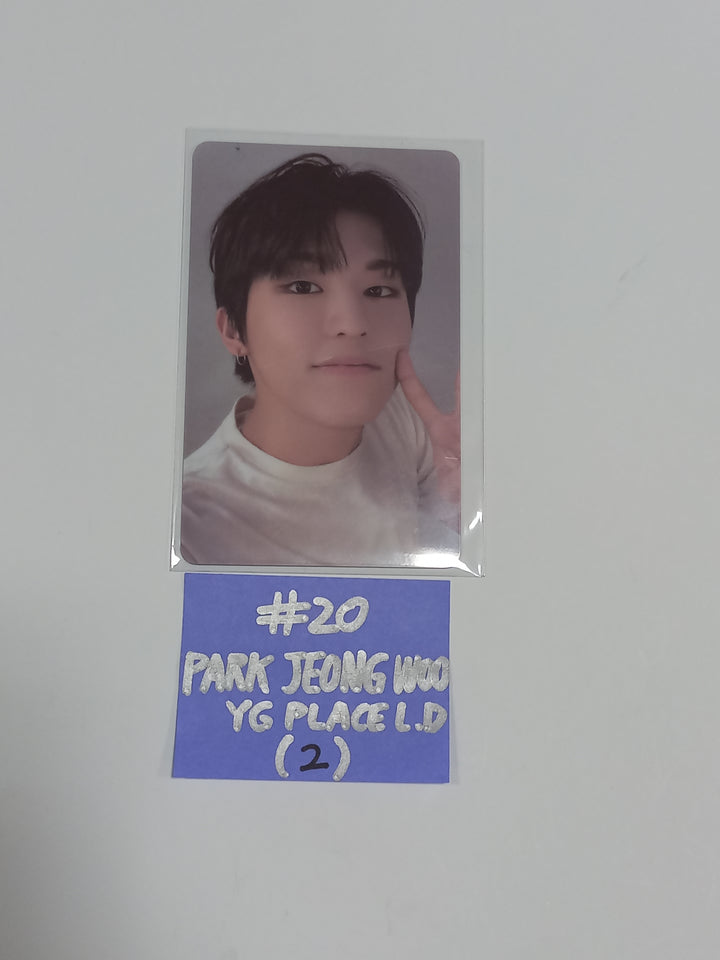 #20
PARK JEONG WOO
YG PLACE L.D
(2)